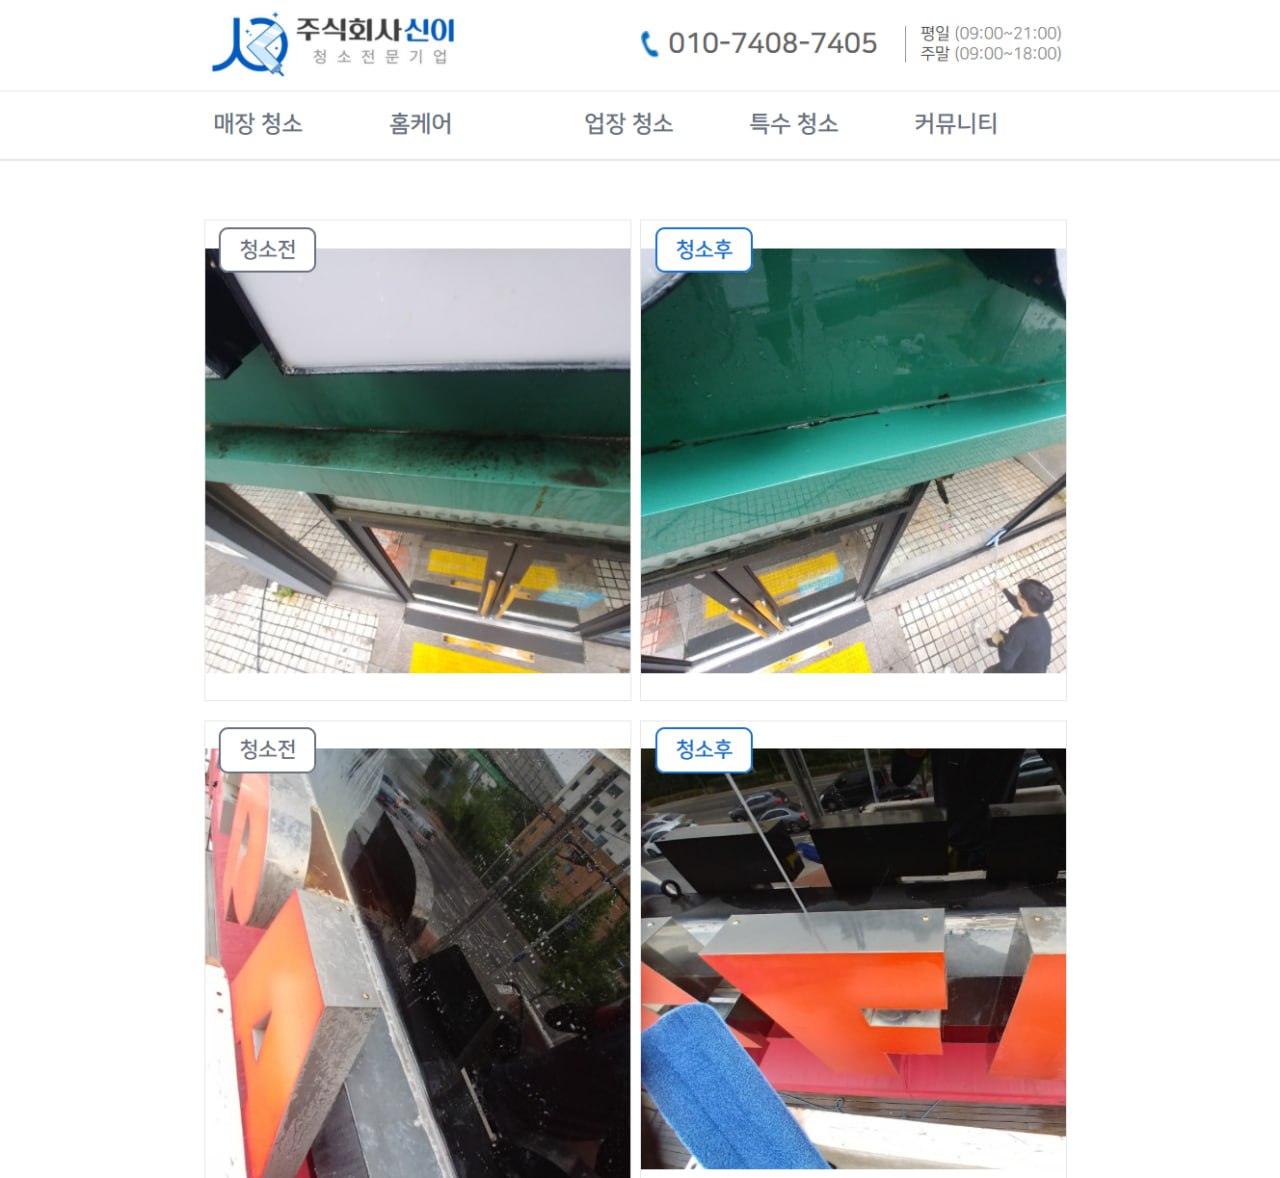 주식회사신이
청소전문기업
010-7408-7405
평일 (09:00~21:00)
주말 (09:00~18:00)
매장 청소
홈케어
업장 청소
특수 청소
커뮤니티
청소전
청소후
청소전
청소후